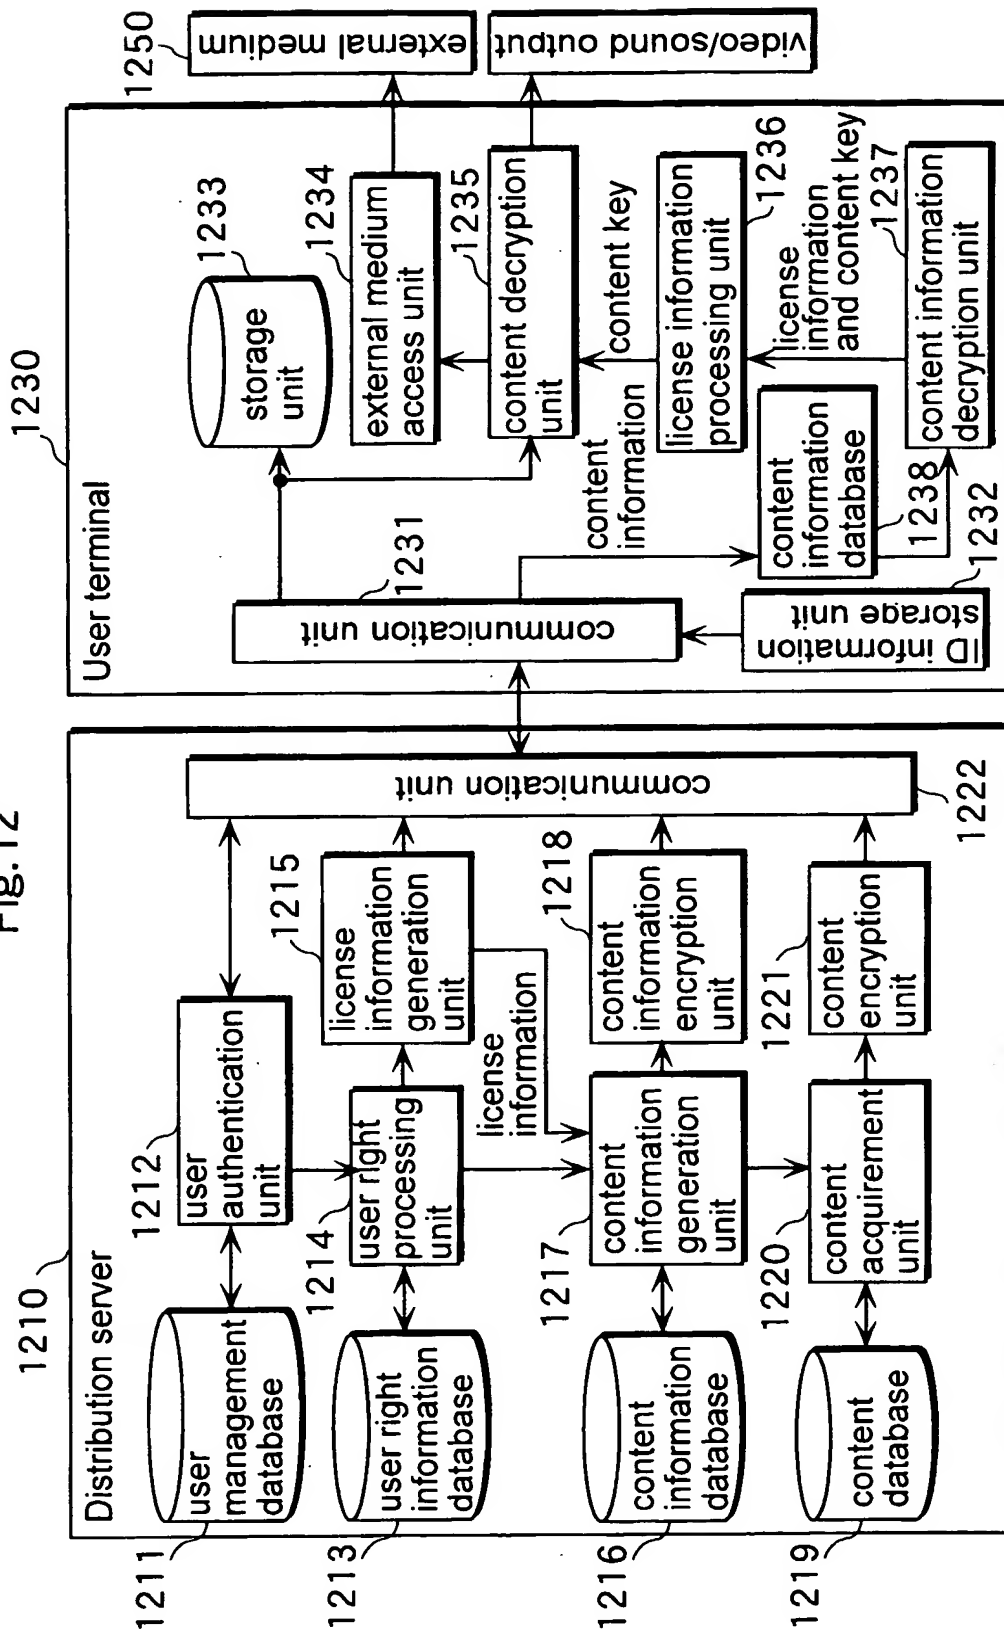 Fig.12
1210
Distribution server
1211
user
management
database
1212
user
authentication
unit
1213
user right
information
database
1214
user right
processing
unit
1215
license
information
generation
unit
license
information
1216
content
information
database
1217
content
information
generation
unit
1218
content
information
encryption
unit
1219
content
database
1220
content
acquirement
unit
1221
content
encryption
unit
communication unit
1222
1230
User terminal
communication unit
1231
ID information
storage unit
1232
storage
unit
1233
external medium
access unit
1234
content decryption
unit
1235
content key
license information
processing unit
1236
license
information
and content key
content information
decryption unit
1237
content
information
content
information
database
1238
external medium
1250
video/sound output